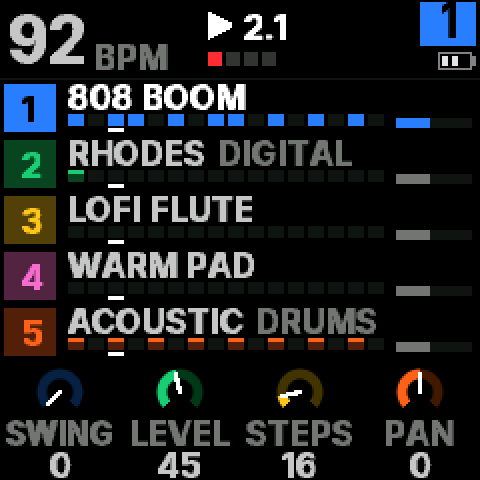 92 BPM 2.1 1
1 808 BOOM
2 RHODES DIGITAL
3 LOFI FLUTE
4 WARM PAD
5 ACOUSTIC DRUMS
SWING LEVEL STEPS PAN
0 45 16 0